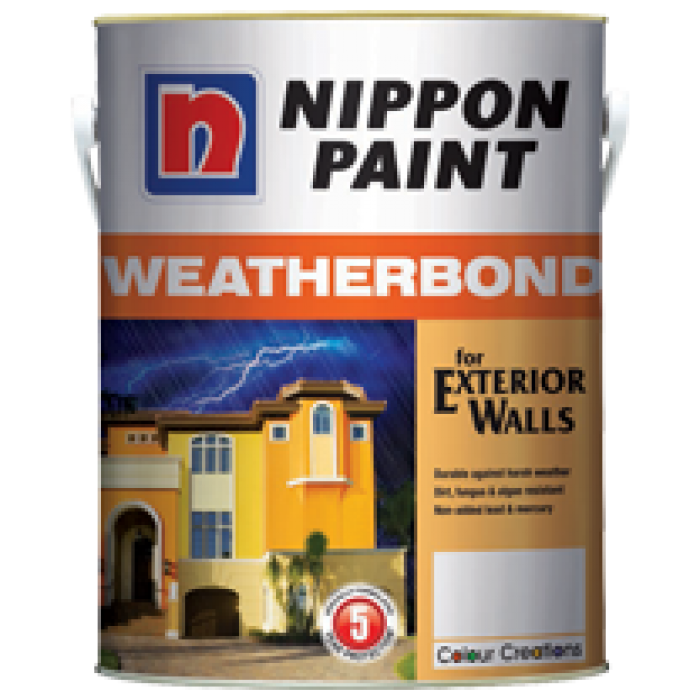 n
NIPPON
PAINT
WEATHERBOND
for
EXTERIOR
WALLS
Durable against harsh weather
Dirt, fungus & algae resistant
Non-added lead & mercury
5
Colour Creations